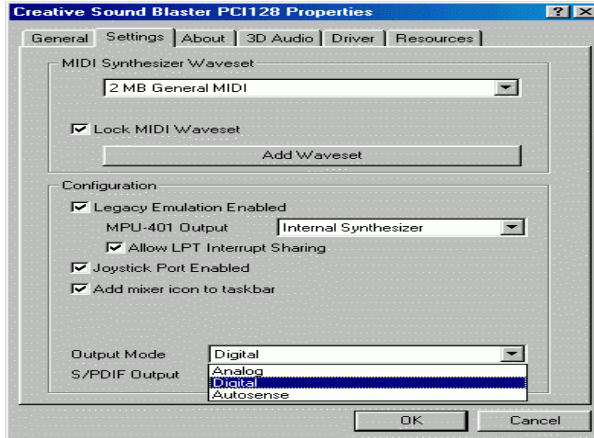 Creative Sound Blaster PCI128 Properties
General Settings About 3D Audio Driver Resources
MIDI Synthesizer Waveset
2 MB General MIDI
Lock MIDI Waveset
Add Waveset
Configuration
Legacy Emulation Enabled
MPU-401 Output Internal Synthesizer
Allow LPT Interrupt Sharing
Joystick Port Enabled
Add mixer icon to taskbar
Output Mode Digital
S/PDIF Output Analog
Digital
Autosense
OK Cancel